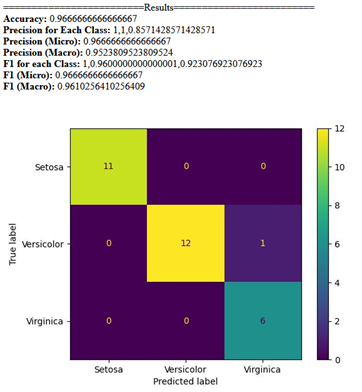 ==========================Results==========================
Accuracy: 0.9666666666666667
Precision for Each Class: 1,1,0.8571428571428571
Precision (Micro): 0.9666666666666667
Precision (Macro): 0.9523809523809524
F1 for each Class: 1,0.9600000000000001,0.923076923076923
F1 (Micro): 0.9666666666666667
F1 (Macro): 0.9610256410256409
12
Setosa 11 0 0
10
8
True label
Versicolor 0 12 1
6
4
Virginica 0 0 6
2
0
Setosa Versicolor Virginica
Predicted label